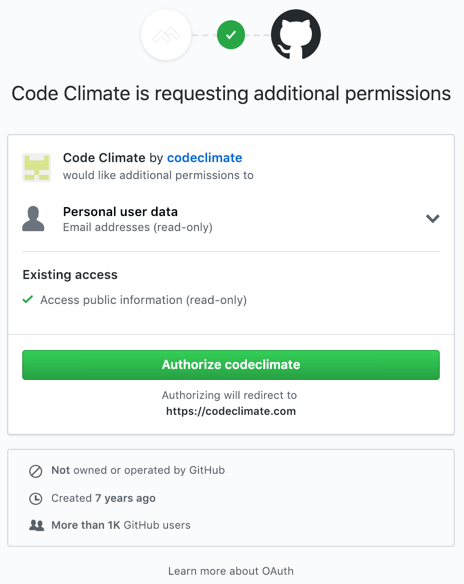 Code Climate is requesting additional permissions
Code Climate by codeclimate
would like additional permissions to
Personal user data
Email addresses (read-only)
Existing access
Access public information (read-only)
Authorize codeclimate
Authorizing will redirect to
https://codeclimate.com
Not owned or operated by GitHub
Created 7 years ago
More than 1K GitHub users
Learn more about OAuth